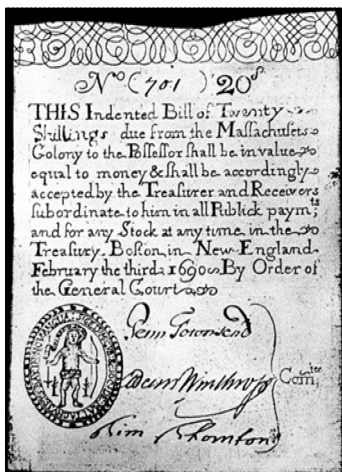 No (701) 20s
THIS Indented Bill of Twenty
Shillings due from the Massachusets
Colony to the Possessor shall be in value
equal to money & shall be accordingly
accepted by the Treasurer and Receivers
subordinate to him in all Publick paymts:
and for any Stock at any time in the
Treasury. Boston in New England
February the third 1690 By Order of
the General Court
Penn Townsend
Adam Winthrop
Com,tee
Tim Thornton